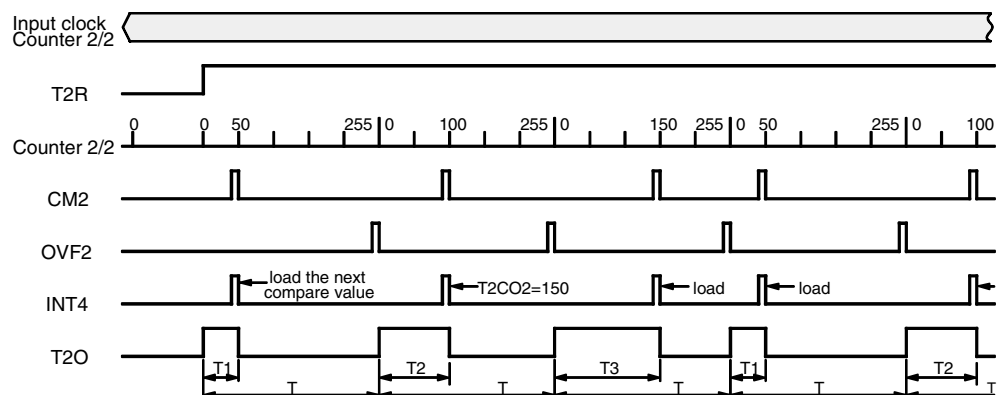 Input clock
Counter 2/2
T2R
0 0 50 255 0 100 255 0 150 255 0 50 255 0 100
Counter 2/2
CM2
OVF2
INT4
load the next
compare value
T2CO2=150
load
load
T2O
T1 T2 T3 T1 T2
T T T T T